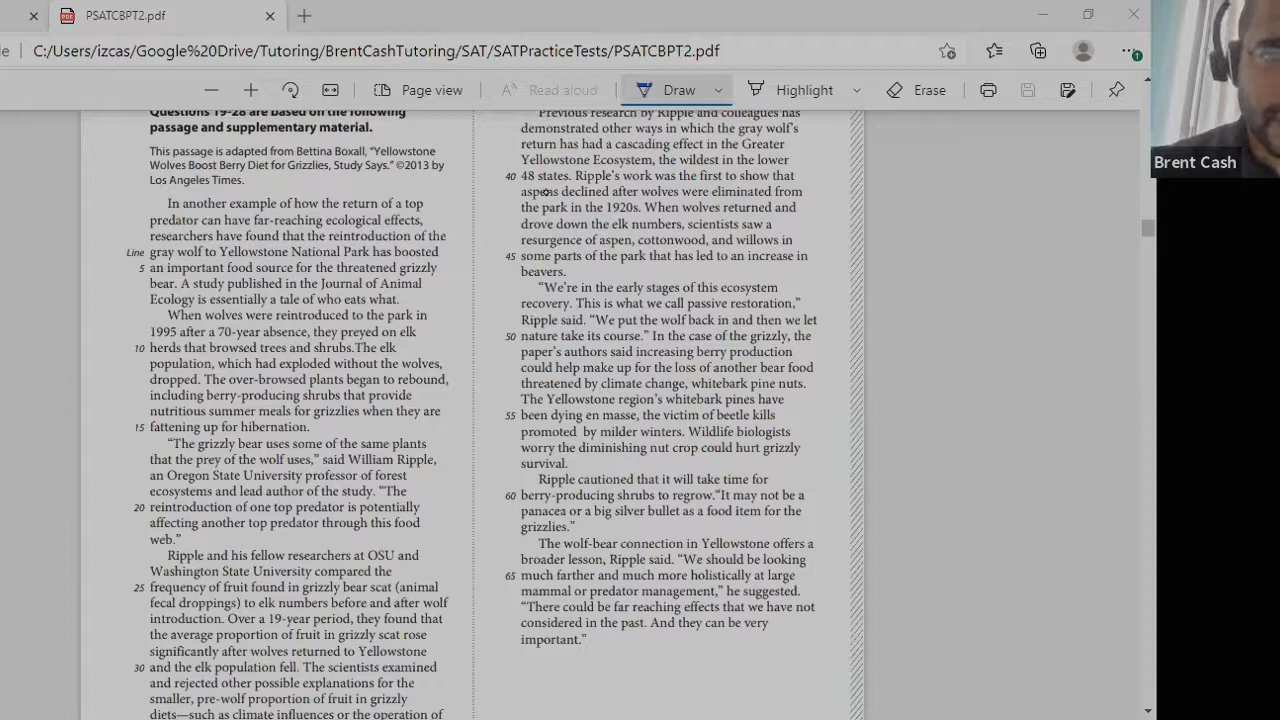 PSATCBPT2.pdf
C:/Users/izcas/Google%20Drive/Tutoring/BrentCashTutoring/SAT/SATPracticeTests/PSATCBPT2.pdf
Page view
Read aloud
Draw
Highlight
Erase
Brent Cash
Questions 19-28 are based on the following
passage and supplementary material.
This passage is adapted from Bettina Boxall, “Yellowstone
Wolves Boost Berry Diet for Grizzlies, Study Says.” ©2013 by
Los Angeles Times.
In another example of how the return of a top
predator can have far-reaching ecological effects,
researchers have found that the reintroduction of the
Line gray wolf to Yellowstone National Park has boosted
5 an important food source for the threatened grizzly
bear. A study published in the Journal of Animal
Ecology is essentially a tale of who eats what.
When wolves were reintroduced to the park in
1995 after a 70-year absence, they preyed on elk
10 herds that browsed trees and shrubs.The elk
population, which had exploded without the wolves,
dropped. The over-browsed plants began to rebound,
including berry-producing shrubs that provide
nutritious summer meals for grizzlies when they are
15 fattening up for hibernation.
“The grizzly bear uses some of the same plants
that the prey of the wolf uses,” said William Ripple,
an Oregon State University professor of forest
ecosystems and lead author of the study. “The
20 reintroduction of one top predator is potentially
affecting another top predator through this food
web.”
Ripple and his fellow researchers at OSU and
Washington State University compared the
25 frequency of fruit found in grizzly bear scat (animal
fecal droppings) to elk numbers before and after wolf
introduction. Over a 19-year period, they found that
the average proportion of fruit in grizzly scat rose
significantly after wolves returned to Yellowstone
30 and the elk population fell. The scientists examined
and rejected other possible explanations for the
smaller, pre-wolf proportion of fruit in grizzly
diets—such as climate influences or the operation of
Previous research by Ripple and colleagues has
demonstrated other ways in which the gray wolf’s
return has had a cascading effect in the Greater
Yellowstone Ecosystem, the wildest in the lower
40 48 states. Ripple’s work was the first to show that
aspens declined after wolves were eliminated from
the park in the 1920s. When wolves returned and
drove down the elk numbers, scientists saw a
resurgence of aspen, cottonwood, and willows in
45 some parts of the park that has led to an increase in
beavers.
“We’re in the early stages of this ecosystem
recovery. This is what we call passive restoration,”
Ripple said. “We put the wolf back in and then we let
50 nature take its course.” In the case of the grizzly, the
paper’s authors said increasing berry production
could help make up for the loss of another bear food
threatened by climate change, whitebark pine nuts.
The Yellowstone region’s whitebark pines have
55 been dying en masse, the victim of beetle kills
promoted by milder winters. Wildlife biologists
worry the diminishing nut crop could hurt grizzly
survival.
Ripple cautioned that it will take time for
60 berry-producing shrubs to regrow.“It may not be a
panacea or a big silver bullet as a food item for the
grizzlies.”
The wolf-bear connection in Yellowstone offers a
broader lesson, Ripple said. “We should be looking
65 much farther and much more holistically at large
mammal or predator management,” he suggested.
“There could be far reaching effects that we have not
considered in the past. And they can be very
important.”